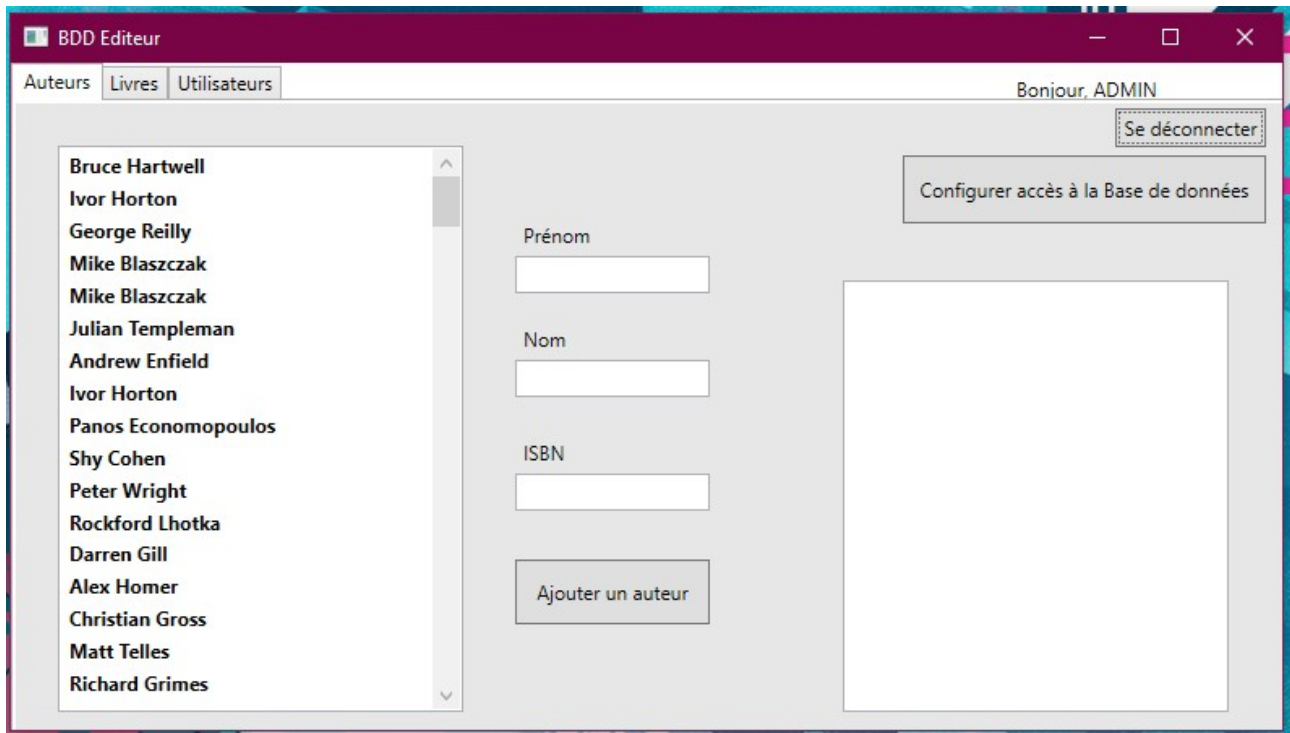 BDD Editeur
Auteurs Livres Utilisateurs
Bonjour, ADMIN
Se déconnecter
Configurer accès à la Base de données
Bruce Hartwell
Ivor Horton
George Reilly
Mike Blaszczak
Mike Blaszczak
Julian Templeman
Andrew Enfield
Ivor Horton
Panos Economopoulos
Shy Cohen
Peter Wright
Rockford Lhotka
Darren Gill
Alex Homer
Christian Gross
Matt Telles
Richard Grimes
Prénom
Nom
ISBN
Ajouter un auteur